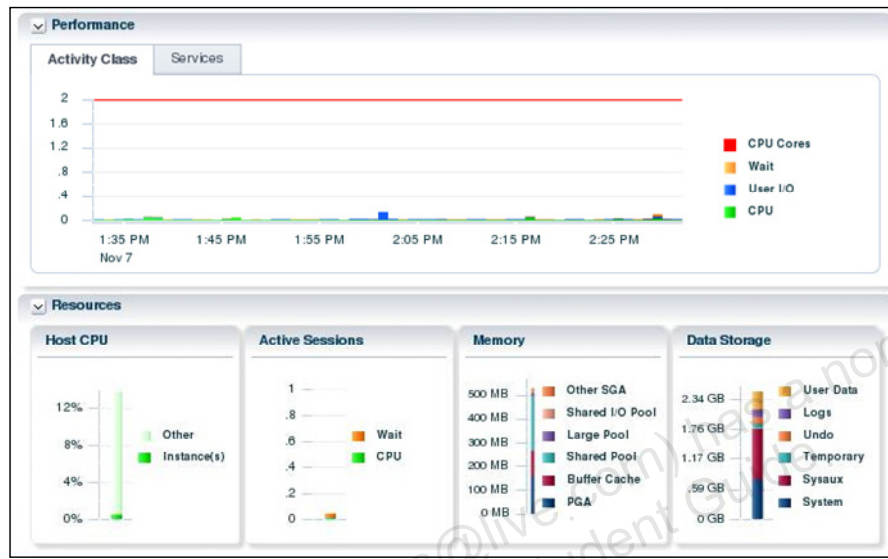 Performance
Activity Class Services
2
1.6
1.2
.8
.4
0
1:35 PM 1:45 PM 1:55 PM 2:05 PM 2:15 PM 2:25 PM
Nov 7
CPU Cores
Wait
User I/O
CPU
Resources
Host CPU
12%
8%
4%
0%
Other
Instance(s)
Active Sessions
1
.8
.6
.4
.2
0
Wait
CPU
Memory
500 MB
400 MB
300 MB
200 MB
100 MB
0 MB
Other SGA
Shared I/O Pool
Large Pool
Shared Pool
Buffer Cache
PGA
Data Storage
2.34 GB
1.76 GB
1.17 GB
.59 GB
0 GB
User Data
Logs
Undo
Temporary
Sysaux
System
@live.com) has a non